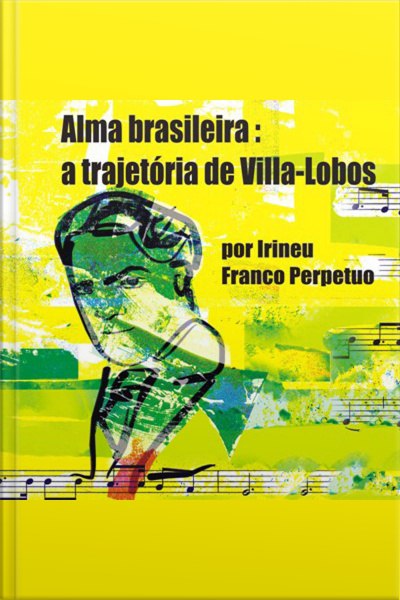 Alma brasileira :
a trajetória de Villa-Lobos
por Irineu
Franco Perpetuo